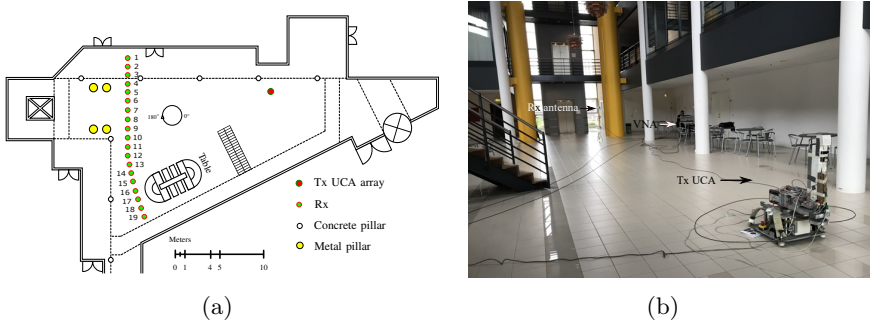 1
2
3
4
5
6
7
8
9
10
11
12
13
14
15
16
17
18
19
180° 0°
Table
Tx UCA array
Rx
Concrete pillar
Metal pillar
Meters
0 1 4 5 10
(a)
Rx antenna
VNA
Tx UCA
(b)